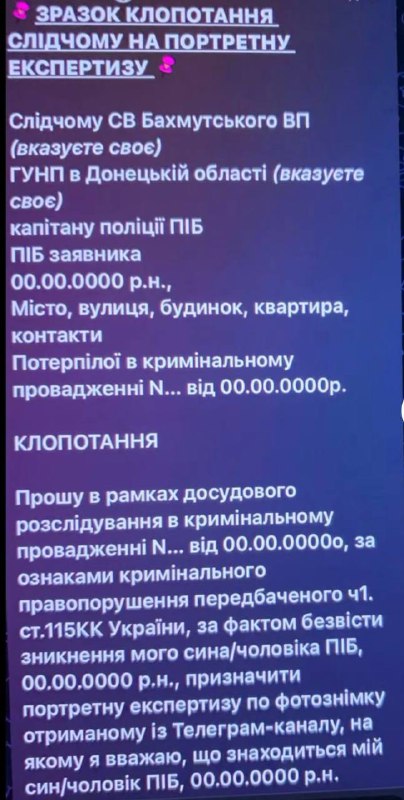 ЗРАЗОК КЛОПОТАННЯ
СЛІДЧОМУ НА ПОРТРЕТНУ
ЕКСПЕРТИЗУ
Слідчому СВ Бахмутського ВП
(вказуєте своє)
ГУНП в Донецькій області (вказуєте
своє)
капітану поліції ПІБ
ПІБ заявника
00.00.0000 р.н.,
Місто, вулиця, будинок, квартира,
контакти
Потерпілої в кримінальному
провадженні N... від 00.00.0000р.
КЛОПОТАННЯ
Прошу в рамках досудового
розслідування в кримінальному
провадженні N... від 00.00.0000о, за
ознаками кримінального
правопорушення передбаченого ч1.
ст.115КК України, за фактом безвісти
зникнення мого сина/чоловіка ПІБ,
00.00.0000 р.н., призначити
портретну експертизу по фотознімку
отриманому із Телеграм-каналу, на
якому я вважаю, що знаходиться мій
син/чоловік ПІБ, 00.00.0000 р.н.